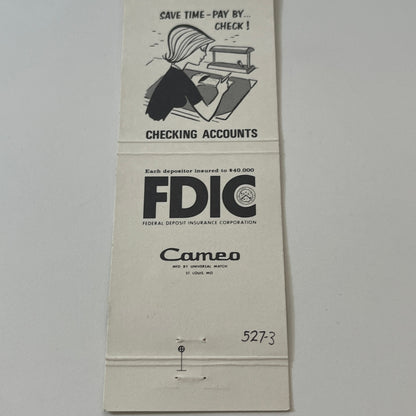 SAVE TIME-PAY BY...
CHECK!
CHECKING ACCOUNTS
Each depositor insured to $40,000
FDIC
FEDERAL DEPOSIT INSURANCE CORPORATION
Cameo
MFD BY UNIVERSAL MATCH
ST LOUIS MO
527-3